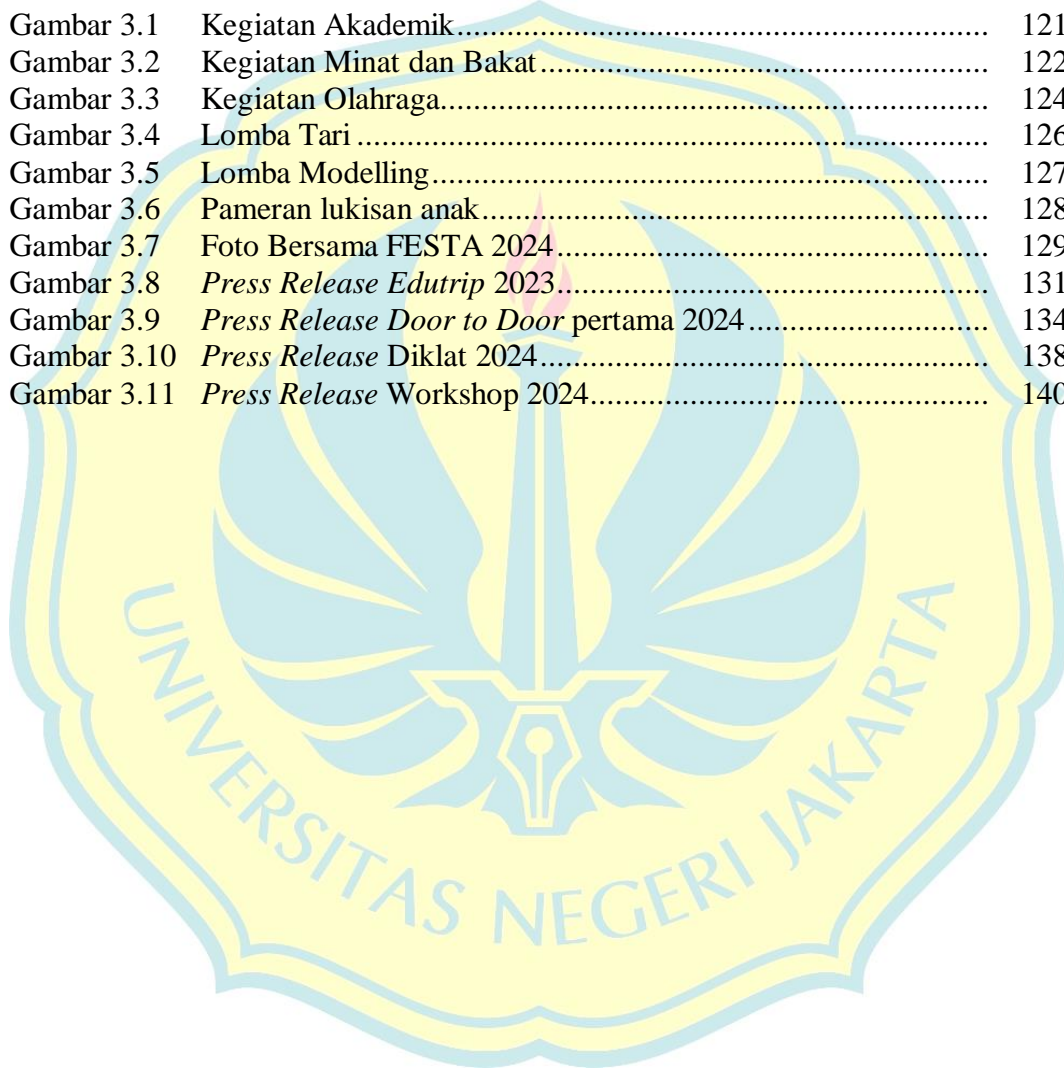 Gambar 3.1 Kegiatan Akademik.................................................................... 121
Gambar 3.2 Kegiatan Minat dan Bakat......................................................... 122
Gambar 3.3 Kegiatan Olahraga...................................................................... 124
Gambar 3.4 Lomba Tari ................................................................................. 126
Gambar 3.5 Lomba Modelling....................................................................... 127
Gambar 3.6 Pameran lukisan anak................................................................. 128
Gambar 3.7 Foto Bersama FESTA 2024....................................................... 129
Gambar 3.8 Press Release Edutrip 2023....................................................... 131
Gambar 3.9 Press Release Door to Door pertama 2024............................... 134
Gambar 3.10 Press Release Diklat 2024.......................................................... 138
Gambar 3.11 Press Release Workshop 2024................................................... 140
UNIVERSITAS NEGERI JAKARTA